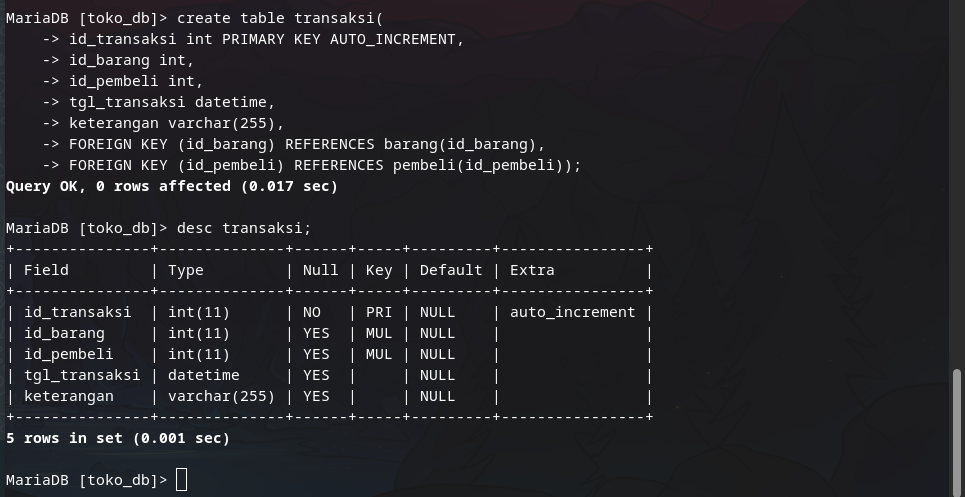 MariaDB [toko_db]> create table transaksi(
    -> id_transaksi int PRIMARY KEY AUTO_INCREMENT,
    -> id_barang int,
    -> id_pembeli int,
    -> tgl_transaksi datetime,
    -> keterangan varchar(255),
    -> FOREIGN KEY (id_barang) REFERENCES barang(id_barang),
    -> FOREIGN KEY (id_pembeli) REFERENCES pembeli(id_pembeli));
Query OK, 0 rows affected (0.017 sec)

MariaDB [toko_db]> desc transaksi;
+---------------+--------------+------+-----+---------+----------------+
| Field         | Type         | Null | Key | Default | Extra          |
+---------------+--------------+------+-----+---------+----------------+
| id_transaksi  | int(11)      | NO   | PRI | NULL    | auto_increment |
| id_barang     | int(11)      | YES  | MUL | NULL    |                |
| id_pembeli    | int(11)      | YES  | MUL | NULL    |                |
| tgl_transaksi | datetime     | YES  |     | NULL    |                |
| keterangan    | varchar(255) | YES  |     | NULL    |                |
+---------------+--------------+------+-----+---------+----------------+
5 rows in set (0.001 sec)

MariaDB [toko_db]>